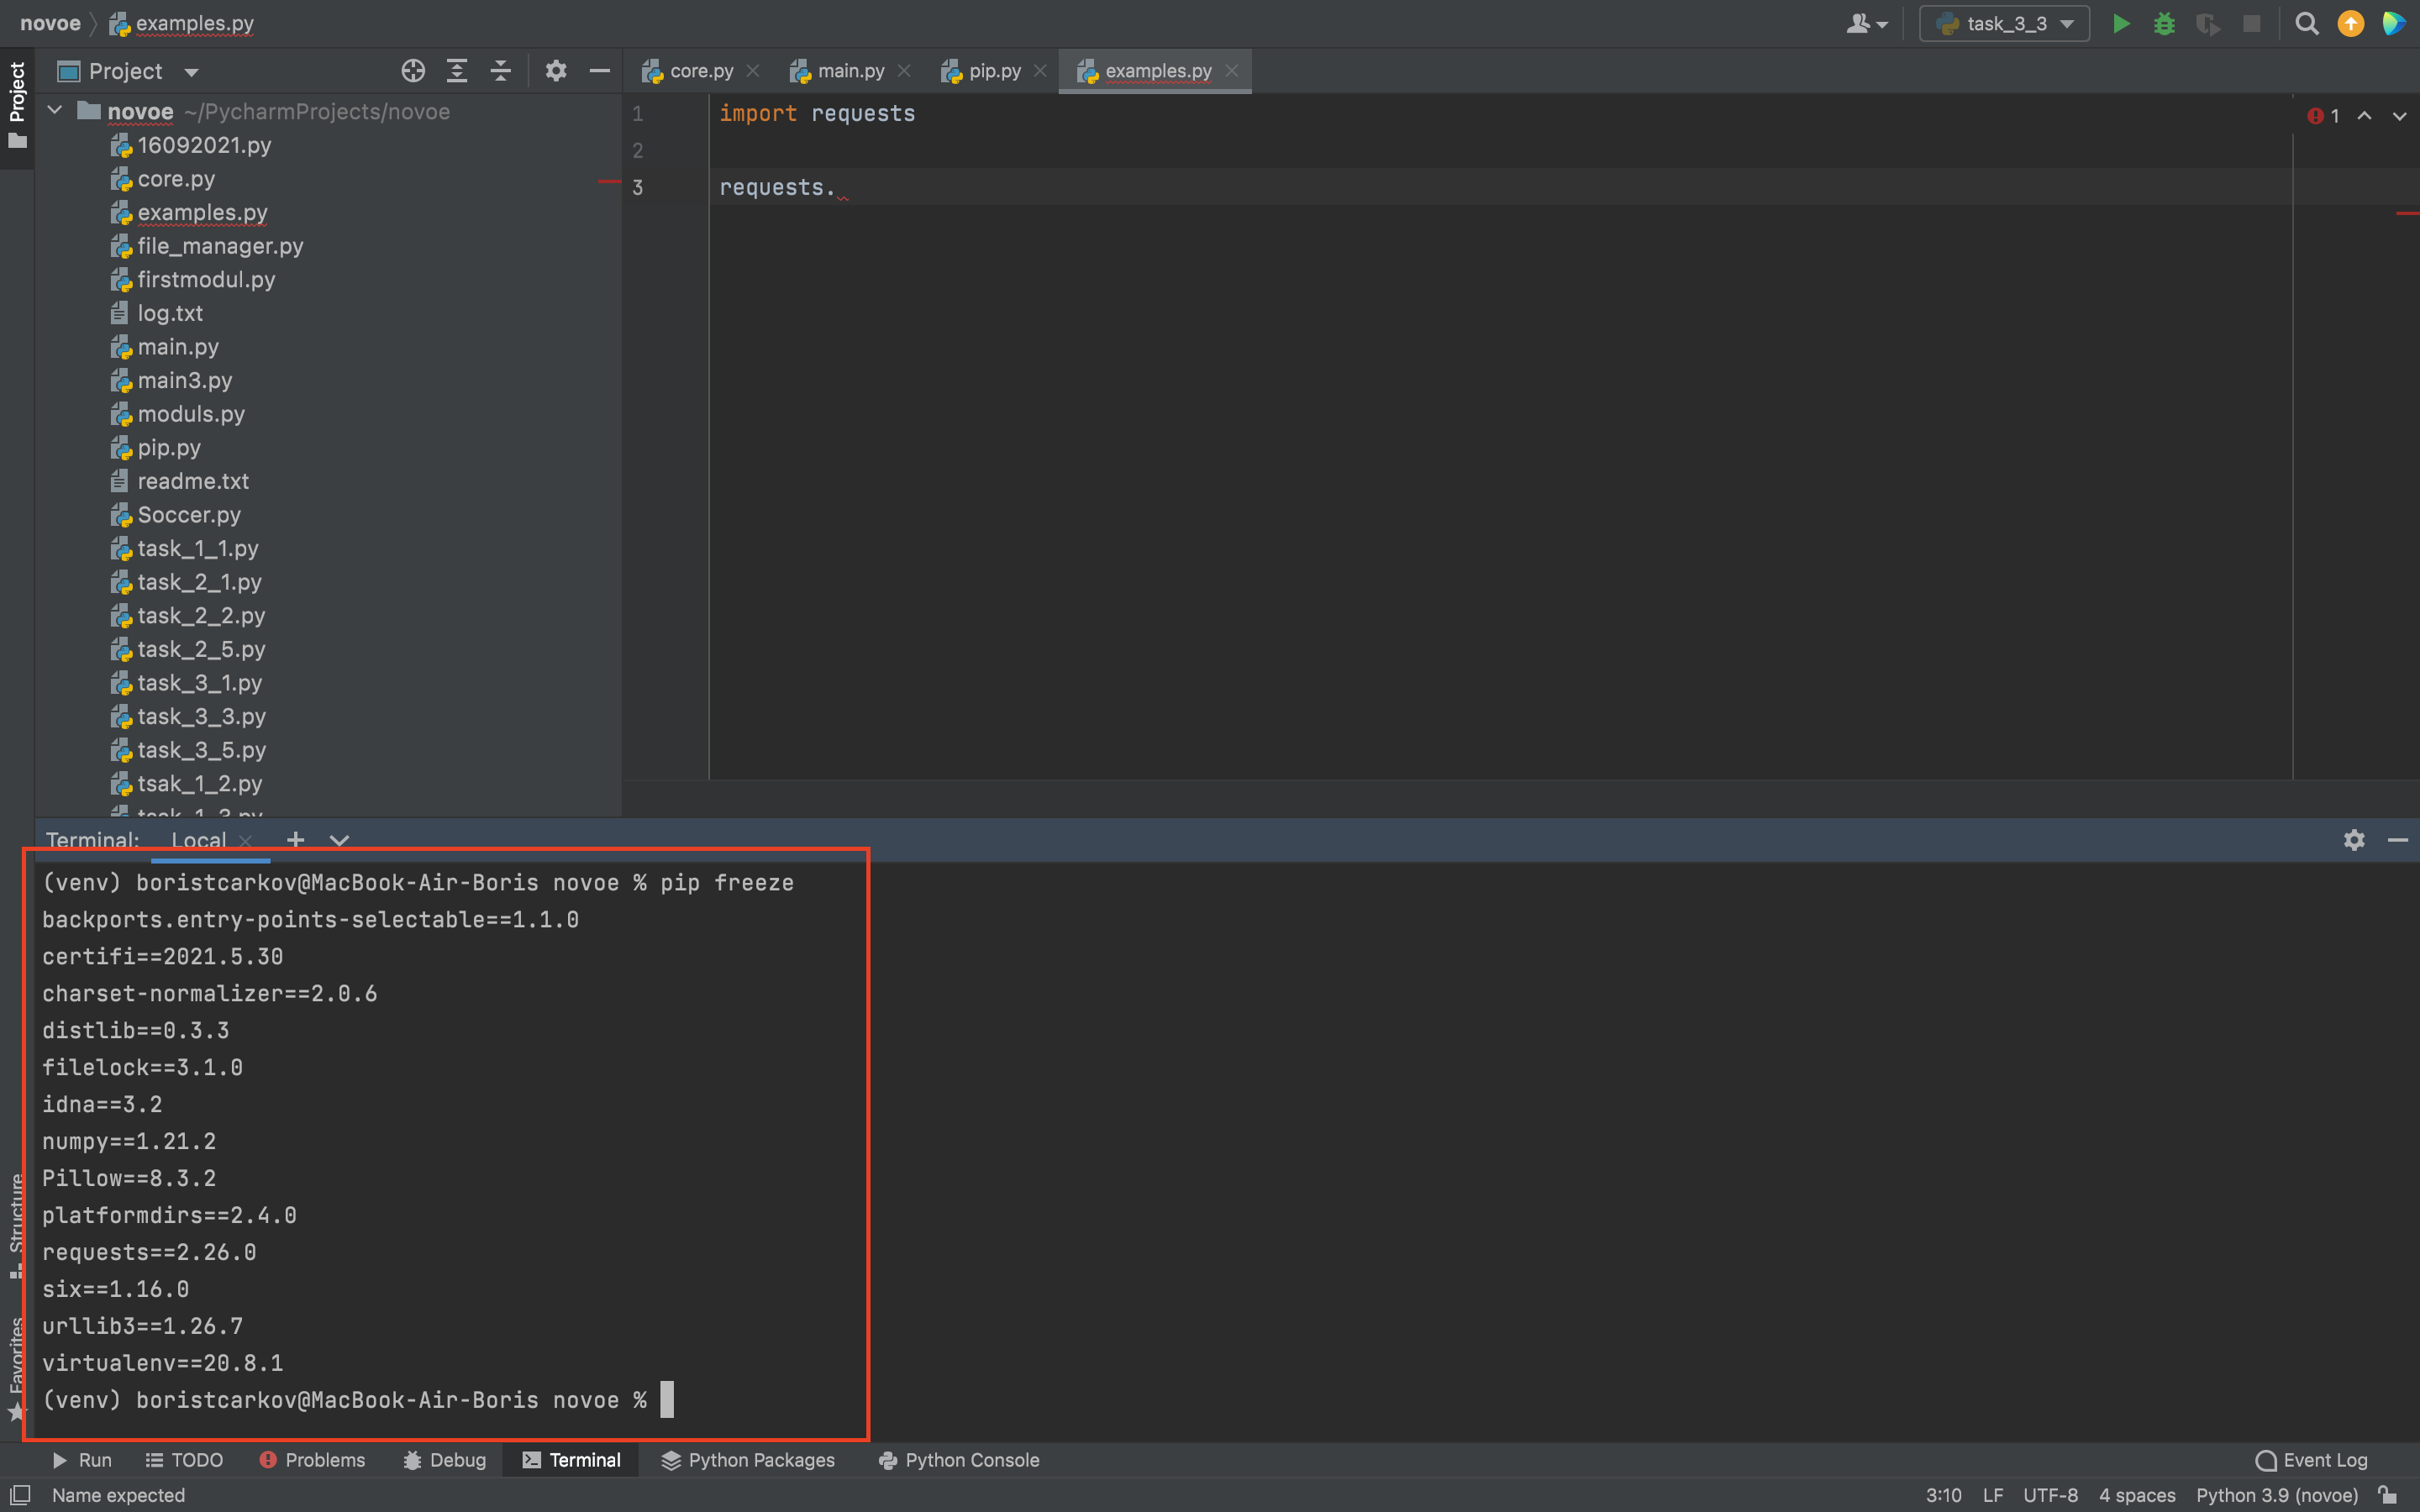 novoe
examples.py
task_3_3
Project
Project
core.py
main.py
pip.py
examples.py
novoe ~/PycharmProjects/novoe
16092021.py
core.py
examples.py
file_manager.py
firstmodul.py
log.txt
main.py
main3.py
moduls.py
pip.py
readme.txt
Soccer.py
task_1_1.py
task_2_1.py
task_2_2.py
task_2_5.py
task_3_1.py
task_3_3.py
task_3_5.py
tsak_1_2.py
1 import requests
2
3 requests.
1
Terminal: Local
(venv) boristcarkov@MacBook-Air-Boris novoe % pip freeze
backports.entry-points-selectable==1.1.0
certifi==2021.5.30
charset-normalizer==2.0.6
distlib==0.3.3
filelock==3.1.0
idna==3.2
numpy==1.21.2
Pillow==8.3.2
platformdirs==2.4.0
requests==2.26.0
six==1.16.0
urllib3==1.26.7
virtualenv==20.8.1
(venv) boristcarkov@MacBook-Air-Boris novoe %
Structure
Favorites
Run TODO Problems Debug Terminal Python Packages Python Console Event Log
Name expected 3:10 LF UTF-8 4 spaces Python 3.9 (novoe)